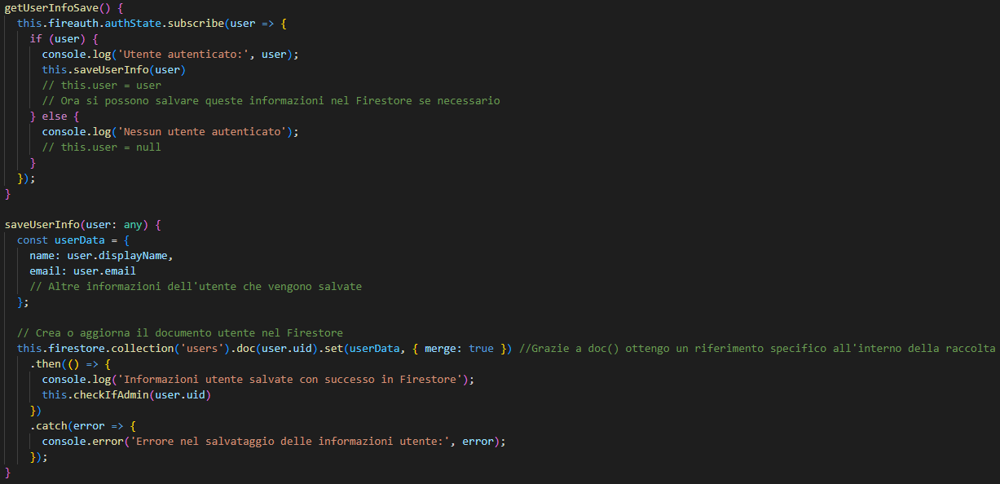 getUserInfoSave() {
this.fireauth.authState.subscribe(user => {
if (user) {
console.log('Utente autenticato:', user);
this.saveUserInfo(user)
// this.user = user
// Ora si possono salvare queste informazioni nel Firestore se necessario
} else {
console.log('Nessun utente autenticato');
// this.user = null
}
});
}
saveUserInfo(user: any) {
const userData = {
name: user.displayName,
email: user.email
// Altre informazioni dell'utente che vengono salvate
};
// Crea o aggiorna il documento utente nel Firestore
this.firestore.collection('users').doc(user.uid).set(userData, { merge: true }) //Grazie a doc() ottengo un riferimento specifico all'interno della raccolta
.then(() => {
console.log('Informazioni utente salvate con successo in Firestore');
this.checkIfAdmin(user.uid)
})
.catch(error => {
console.error('Errore nel salvataggio delle informazioni utente:', error);
});
}